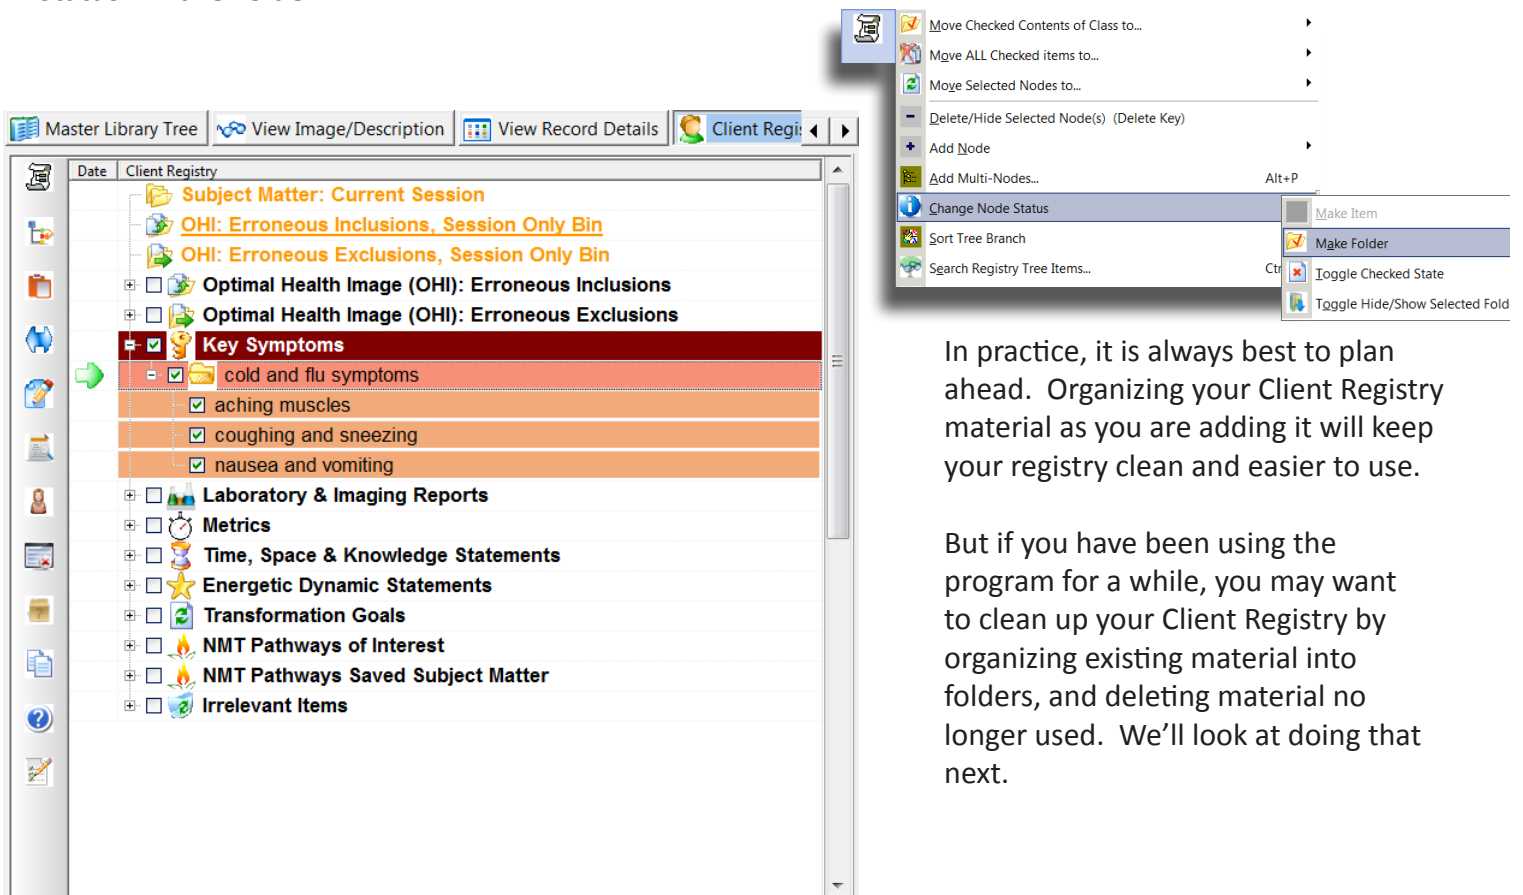 Move Checked Contents of Class to...
Move ALL Checked items to...
Move Selected Nodes to...
Delete/Hide Selected Node(s) (Delete Key)
Add Node
Add Multi-Nodes... Alt+P
Change Node Status
Sort Tree Branch
Search Registry Tree Items... Ctr
Make Item
Make Folder
Toggle Checked State
Toggle Hide/Show Selected Fold
Master Library Tree View Image/Description View Record Details Client Regis
Date Client Registry
Subject Matter: Current Session
OHI: Erroneous Inclusions, Session Only Bin
OHI: Erroneous Exclusions, Session Only Bin
Optimal Health Image (OHI): Erroneous Inclusions
Optimal Health Image (OHI): Erroneous Exclusions
Key Symptoms
cold and flu symptoms
aching muscles
coughing and sneezing
nausea and vomiting
Laboratory & Imaging Reports
Metrics
Time, Space & Knowledge Statements
Energetic Dynamic Statements
Transformation Goals
NMT Pathways of Interest
NMT Pathways Saved Subject Matter
Irrelevant Items
In practice, it is always best to plan
ahead. Organizing your Client Registry
material as you are adding it will keep
your registry clean and easier to use.
But if you have been using the
program for a while, you may want
to clean up your Client Registry by
organizing existing material into
folders, and deleting material no
longer used. We’ll look at doing that
next.